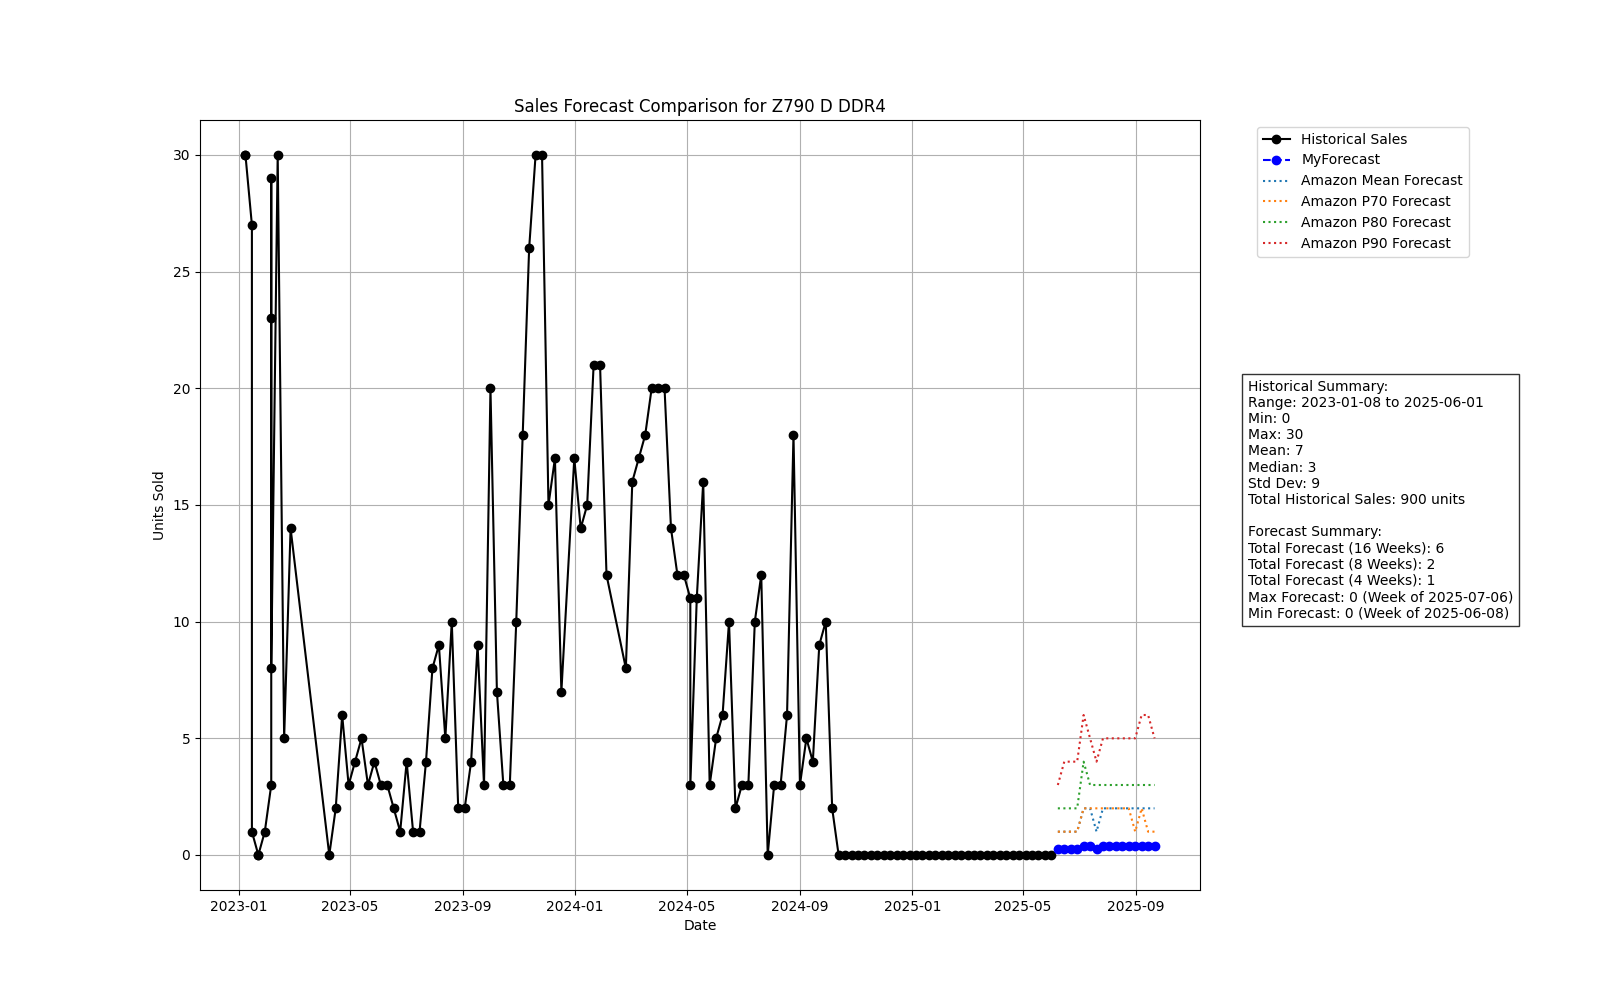 Sales Forecast Comparison for Z790 D DDR4
Units Sold
30
25
20
15
10
5
0
2023-01 2023-05 2023-09 2024-01 2024-05 2024-09 2025-01 2025-05 2025-09
Date
Historical Sales
MyForecast
Amazon Mean Forecast
Amazon P70 Forecast
Amazon P80 Forecast
Amazon P90 Forecast
Historical Summary:
Range: 2023-01-08 to 2025-06-01
Min: 0
Max: 30
Mean: 7
Median: 3
Std Dev: 9
Total Historical Sales: 900 units
Forecast Summary:
Total Forecast (16 Weeks): 6
Total Forecast (8 Weeks): 2
Total Forecast (4 Weeks): 1
Max Forecast: 0 (Week of 2025-07-06)
Min Forecast: 0 (Week of 2025-06-08)